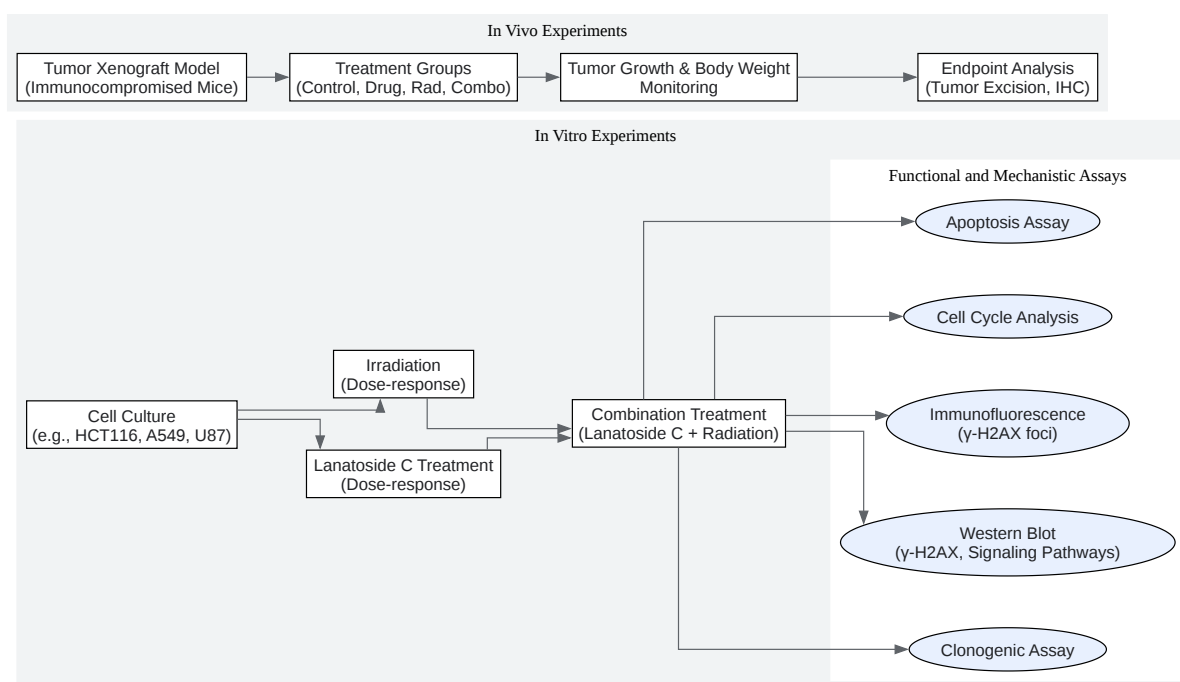 In Vivo Experiments
Tumor Xenograft Model
(Immunocompromised Mice)
Treatment Groups
(Control, Drug, Rad, Combo)
Tumor Growth & Body Weight
Monitoring
Endpoint Analysis
(Tumor Excision, IHC)
In Vitro Experiments
Cell Culture
(e.g., HCT116, A549, U87)
Irradiation
(Dose-response)
Lanatoside C Treatment
(Dose-response)
Combination Treatment
(Lanatoside C + Radiation)
Functional and Mechanistic Assays
Apoptosis Assay
Cell Cycle Analysis
Immunofluorescence
(γ-H2AX foci)
Western Blot
(γ-H2AX, Signaling Pathways)
Clonogenic Assay